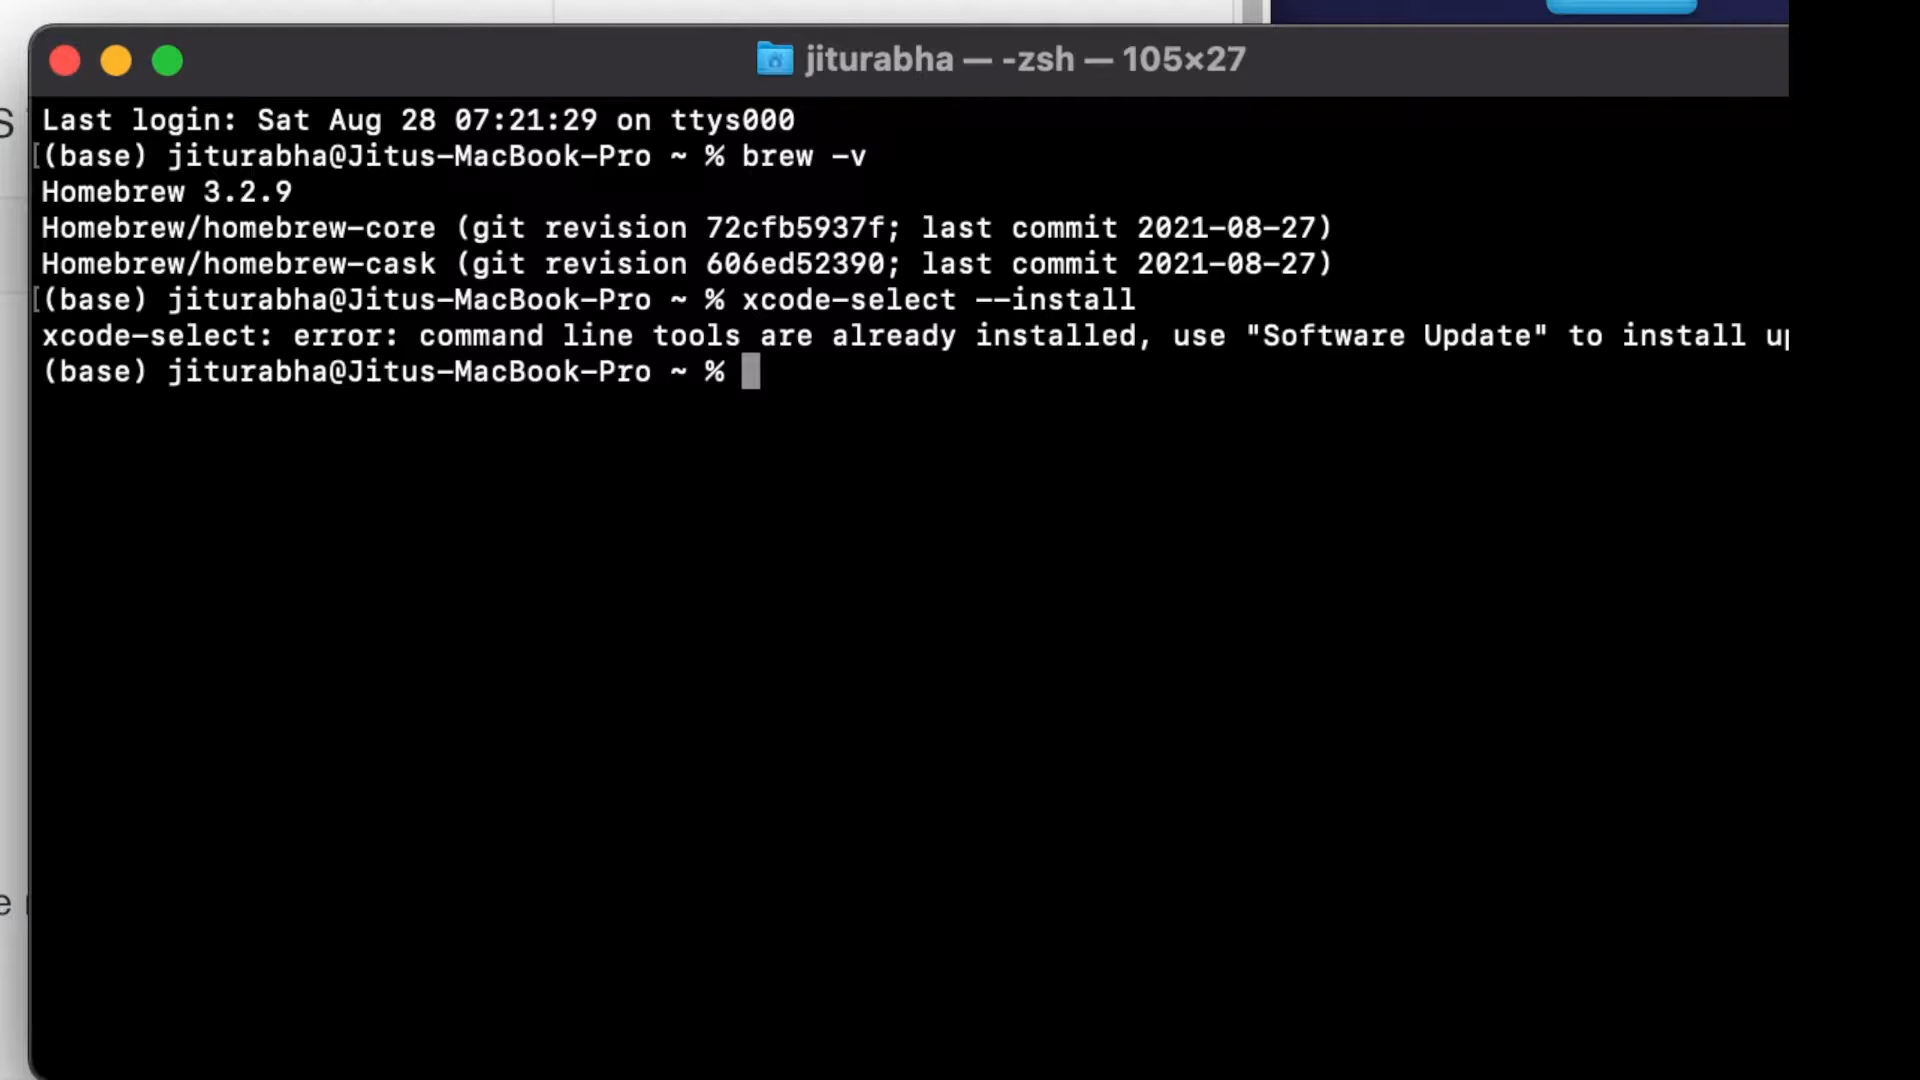 jiturabha — -zsh — 105×27
Last login: Sat Aug 28 07:21:29 on ttys000
(base) jiturabha@Jitus-MacBook-Pro ~ % brew -v
Homebrew 3.2.9
Homebrew/homebrew-core (git revision 72cfb5937f; last commit 2021-08-27)
Homebrew/homebrew-cask (git revision 606ed52390; last commit 2021-08-27)
(base) jiturabha@Jitus-MacBook-Pro ~ % xcode-select --install
xcode-select: error: command line tools are already installed, use "Software Update" to install
(base) jiturabha@Jitus-MacBook-Pro ~ %